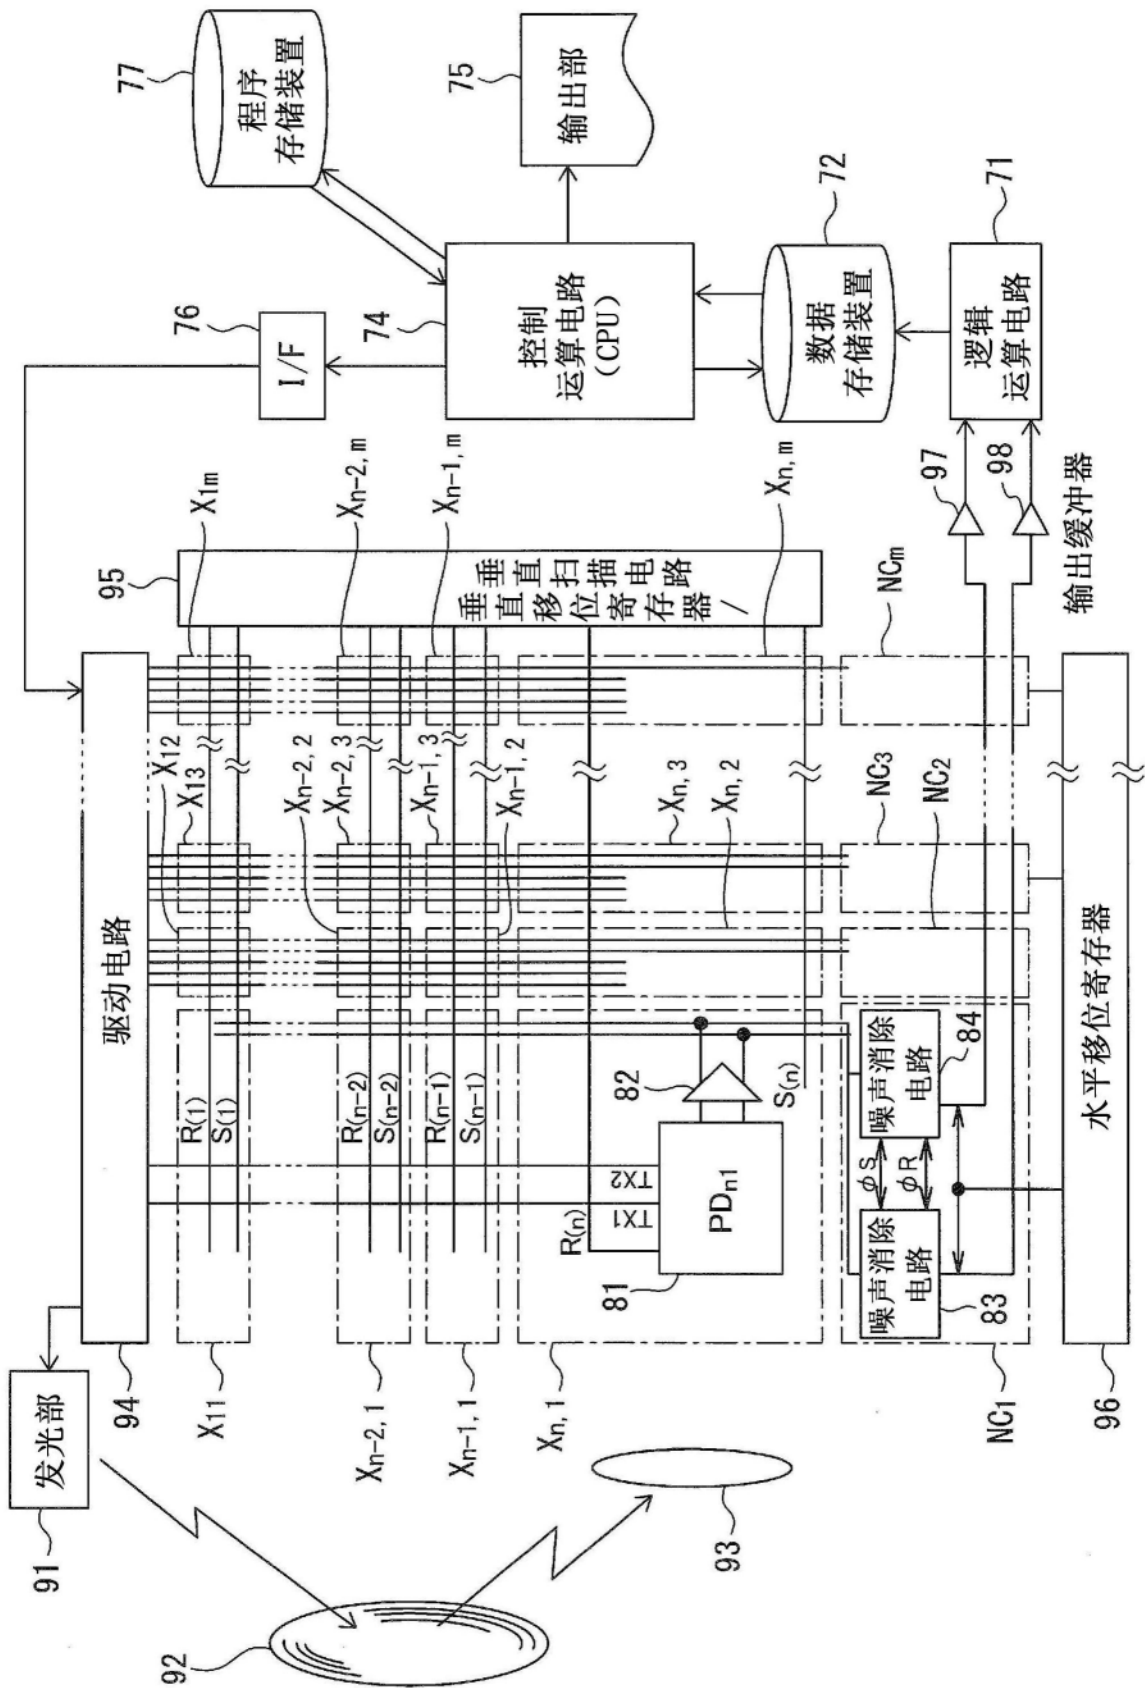 91
发光部
92
93
94
驱动电路
95
垂直移位寄存器/
垂直扫描电路
76
I/F
77
程序
存储装置
74
控制
运算电路
(CPU)
75
输出部
72
数据
存储装置
71
逻辑
运算电路
97
98
输出缓冲器
X11
X12
X13
X1m
R(1)
S(1)
Xn-2,1
Xn-2,2
Xn-2,3
Xn-2,m
R(n-2)
S(n-2)
Xn-1,1
Xn-1,2
Xn-1,3
Xn-1,m
R(n-1)
S(n-1)
Xn,1
Xn,2
Xn,3
Xn,m
R(n)
TX1
TX2
PDn1
81
82
S(n)
NC1
NC2
NC3
NCm
噪声消除
电路
83
φS
φR
噪声消除
电路
84
96
水平移位寄存器